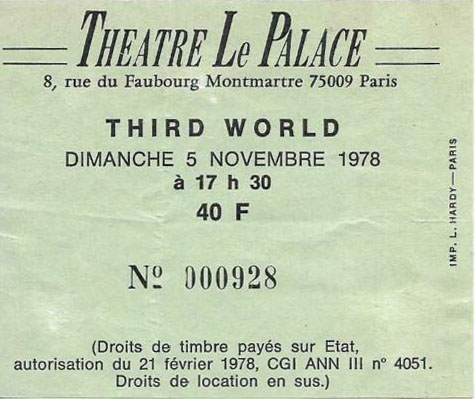 THEATRE Le PALACE
8, rue du Faubourg Montmartre 75009 Paris
THIRD WORLD
DIMANCHE 5 NOVEMBRE 1978
à 17 h 30
40 F
Nº 000928
(Droits de timbre payés sur Etat,
autorisation du 21 février 1978, CGI ANN III n° 4051.
Droits de location en sus.)
IMP. L. HARDY—PARIS